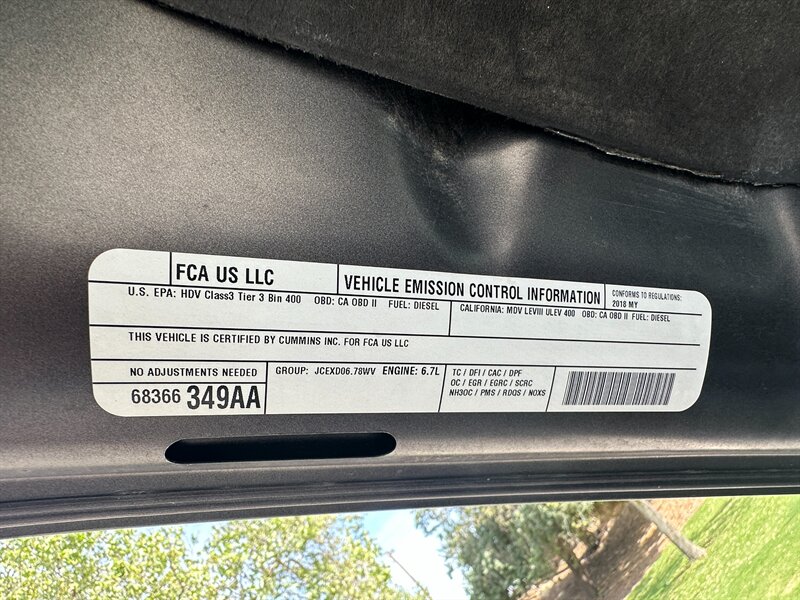 FCA US LLC
VEHICLE EMISSION CONTROL INFORMATION
CONFORMS TO REGULATIONS:
2018 MY
U.S. EPA: HDV Class3 Tier 3 Bin 400 OBD: CA OBD II FUEL: DIESEL
CALIFORNIA: MDV LEVIII ULEV 400 OBD: CA OBD II FUEL: DIESEL
THIS VEHICLE IS CERTIFIED BY CUMMINS INC. FOR FCA US LLC
NO ADJUSTMENTS NEEDED
68366 349AA
GROUP: JCEXD06.78WV ENGINE: 6.7L
TC / DFI / CAC / DPF
OC / EGR / EGRC / SCRC
NH3OC / PMS / RDQS / NOXS